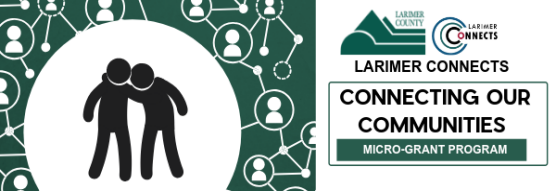 LARIMER
COUNTY
LARIMER
CONNECTS
LARIMER CONNECTS
CONNECTING OUR
COMMUNITIES
MICRO-GRANT PROGRAM